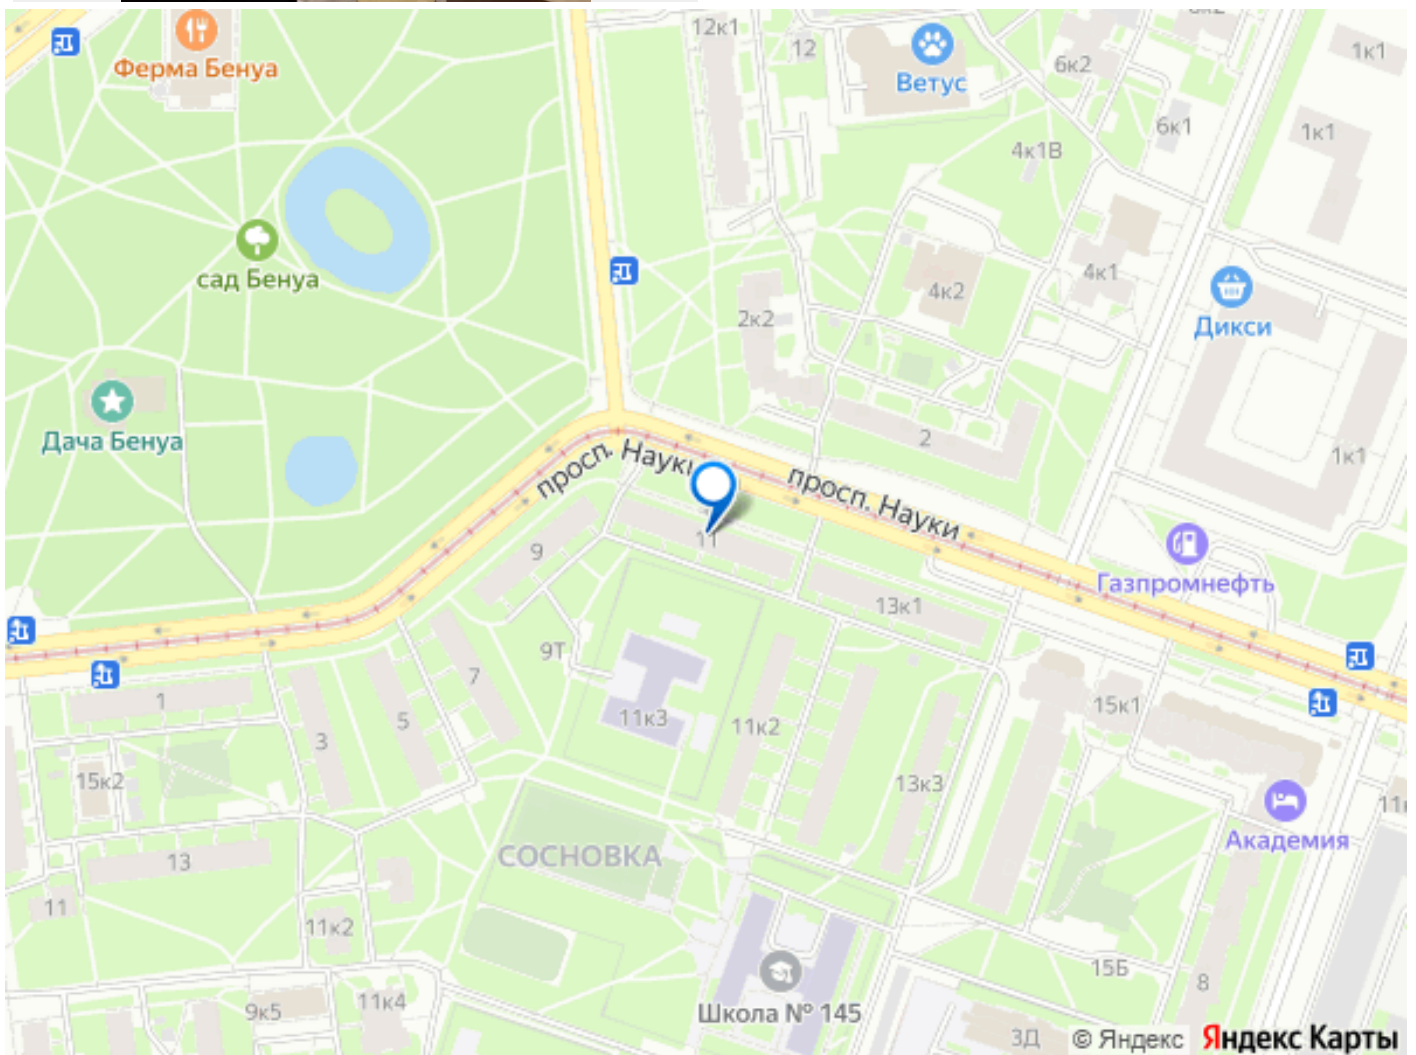 12к1
12
Ветус
6к2
1к1
Ферма Бенуа
6к1
1к1
4к1В
сад Бенуа
4к1
4к2
Дикси
2к2
Дача Бенуа
2
1к1
просп. Науки
просп. Науки
11
9
Газпромнефть
13к1
9Т
7
1
11к3
15к1
5
11к2
3
15к2
13к3
Академия
СОСНОВКА
13
11
11к2
15Б
8
11к4
9к5
Школа № 145
3Д
© Яндекс
Яндекс Карты